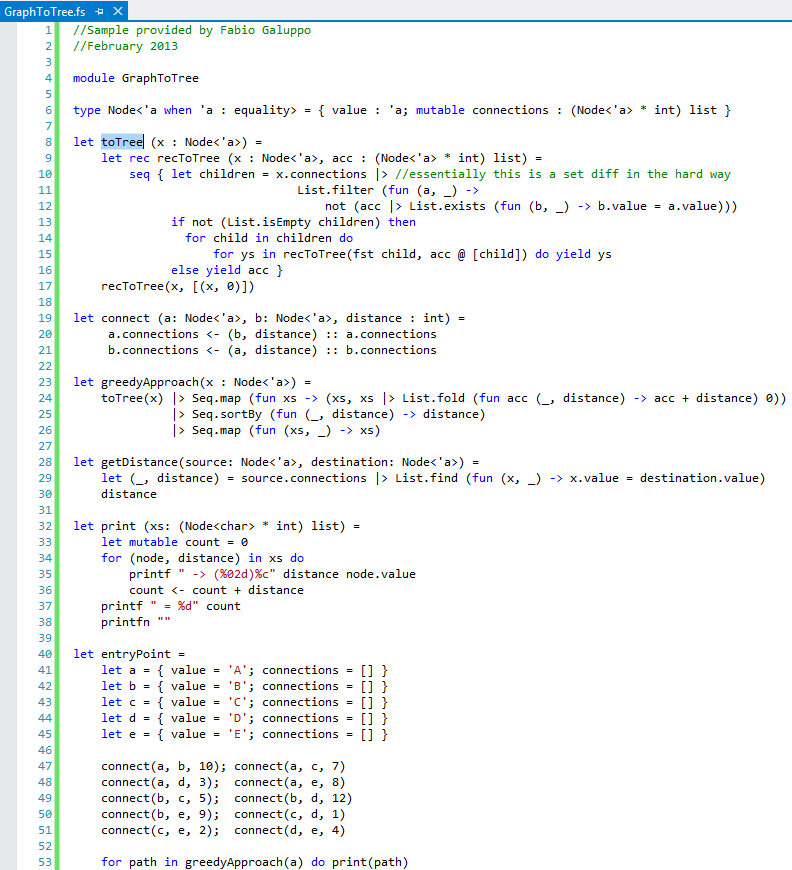 GraphToTree.fs
1 //Sample provided by Fabio Galuppo
2 //February 2013
3
4 module GraphToTree
5
6 type Node<'a when 'a : equality> = { value : 'a; mutable connections : (Node<'a> * int) list }
7
8 let toTree (x : Node<'a>) =
9     let rec recToTree (x : Node<'a>, acc : (Node<'a> * int) list) =
10         seq { let children = x.connections |> //essentially this is a set diff in the hard way
11                                 List.filter (fun (a, _) ->
12                                     not (acc |> List.exists (fun (b, _) -> b.value = a.value)))
13               if not (List.isEmpty children) then
14                 for child in children do
15                     for ys in recToTree(fst child, acc @ [child]) do yield ys
16               else yield acc }
17     recToTree(x, [(x, 0)])
18
19 let connect (a: Node<'a>, b: Node<'a>, distance : int) =
20      a.connections <- (b, distance) :: a.connections
21      b.connections <- (a, distance) :: b.connections
22
23 let greedyApproach(x : Node<'a>) =
24     toTree(x) |> Seq.map (fun xs -> (xs, xs |> List.fold (fun acc (_, distance) -> acc + distance) 0))
25               |> Seq.sortBy (fun (_, distance) -> distance)
26               |> Seq.map (fun (xs, _) -> xs)
27
28 let getDistance(source: Node<'a>, destination: Node<'a>) =
29     let (_, distance) = source.connections |> List.find (fun (x, _) -> x.value = destination.value)
30     distance
31
32 let print (xs: (Node<char> * int) list) =
33     let mutable count = 0
34     for (node, distance) in xs do
35         printf " -> (%02d)%c" distance node.value
36         count <- count + distance
37     printf " = %d" count
38     printfn ""
39
40 let entryPoint =
41     let a = { value = 'A'; connections = [] }
42     let b = { value = 'B'; connections = [] }
43     let c = { value = 'C'; connections = [] }
44     let d = { value = 'D'; connections = [] }
45     let e = { value = 'E'; connections = [] }
46
47     connect(a, b, 10); connect(a, c, 7)
48     connect(a, d, 3);  connect(a, e, 8)
49     connect(b, c, 5);  connect(b, d, 12)
50     connect(b, e, 9);  connect(c, d, 1)
51     connect(c, e, 2);  connect(d, e, 4)
52
53     for path in greedyApproach(a) do print(path)